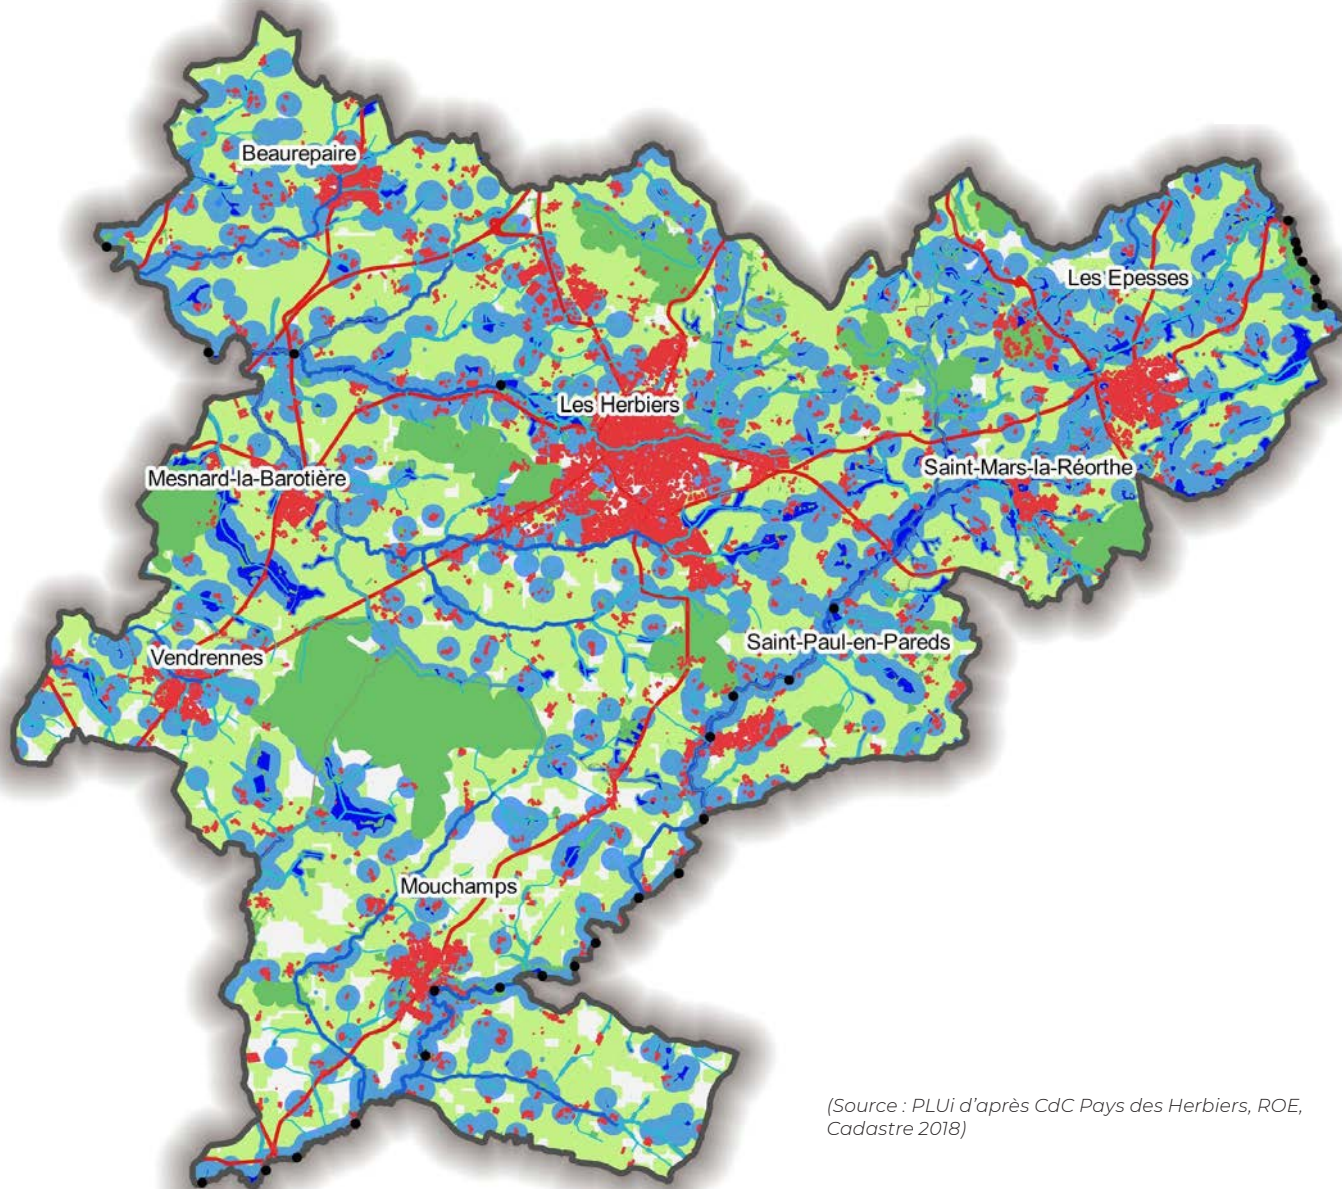 Beaurepaire
Les Epesses
Les Herbiers
Saint-Mars-la-Réorthe
Mesnard-la-Barotière
Saint-Paul-en-Pareds
Vendrennes
Mouchamps
(Source : PLUi d'après CdC Pays des Herbiers, ROE,
Cadastre 2018)